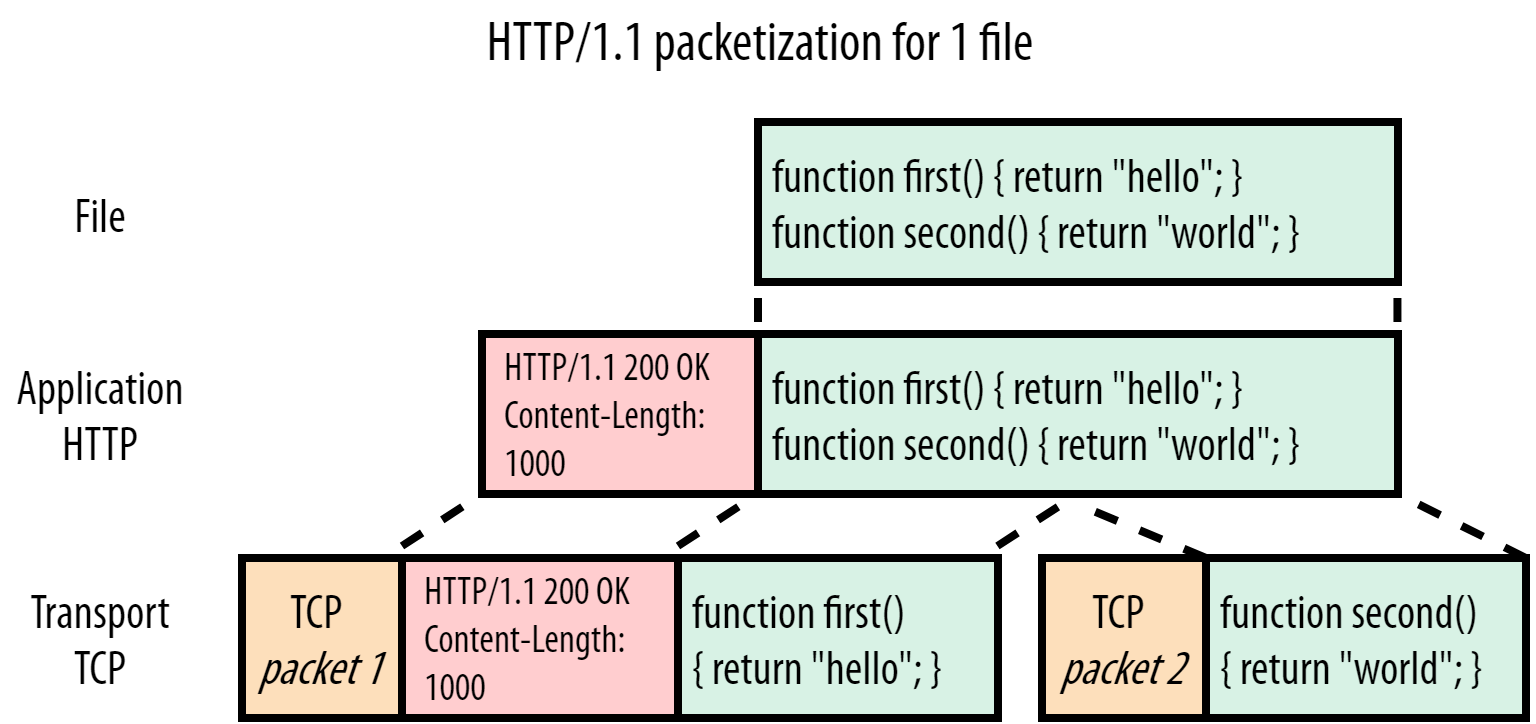 HTTP/1.1 packetization for 1 file
File
function first() { return "hello"; }
function second() { return "world"; }
Application
HTTP
HTTP/1.1 200 OK
Content-Length:
1000
function first() { return "hello"; }
function second() { return "world"; }
Transport
TCP
TCP
packet 1
HTTP/1.1 200 OK
Content-Length:
1000
function first()
{ return "hello"; }
TCP
packet 2
function second()
{ return "world"; }